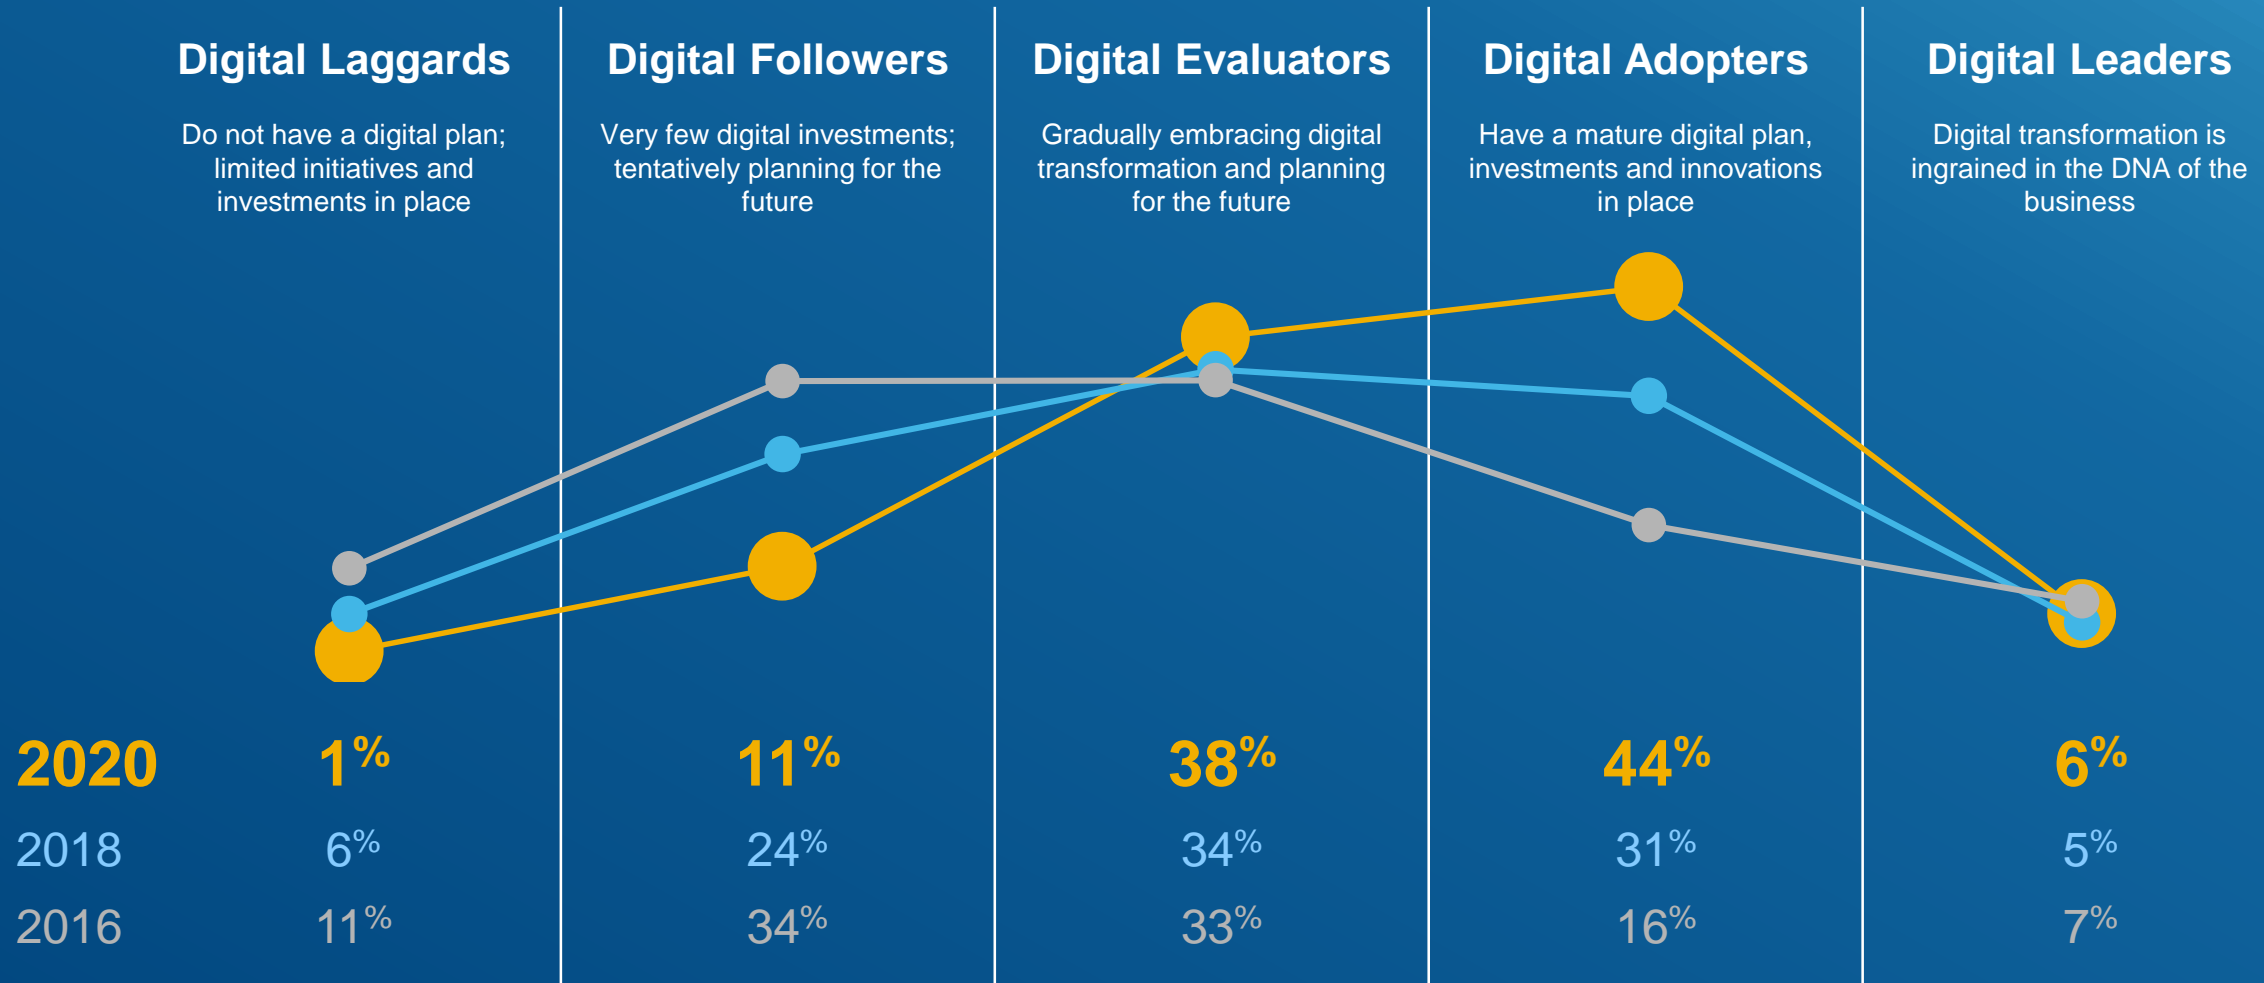 Digital Laggards
Do not have a digital plan;
limited initiatives and
investments in place
Digital Followers
Very few digital investments;
tentatively planning for the
future
Digital Evaluators
Gradually embracing digital
transformation and planning
for the future
Digital Adopters
Have a mature digital plan,
investments and innovations
in place
Digital Leaders
Digital transformation is
ingrained in the DNA of the
business
2020 1% 11% 38% 44% 6%
2018 6% 24% 34% 31% 5%
2016 11% 34% 33% 16% 7%